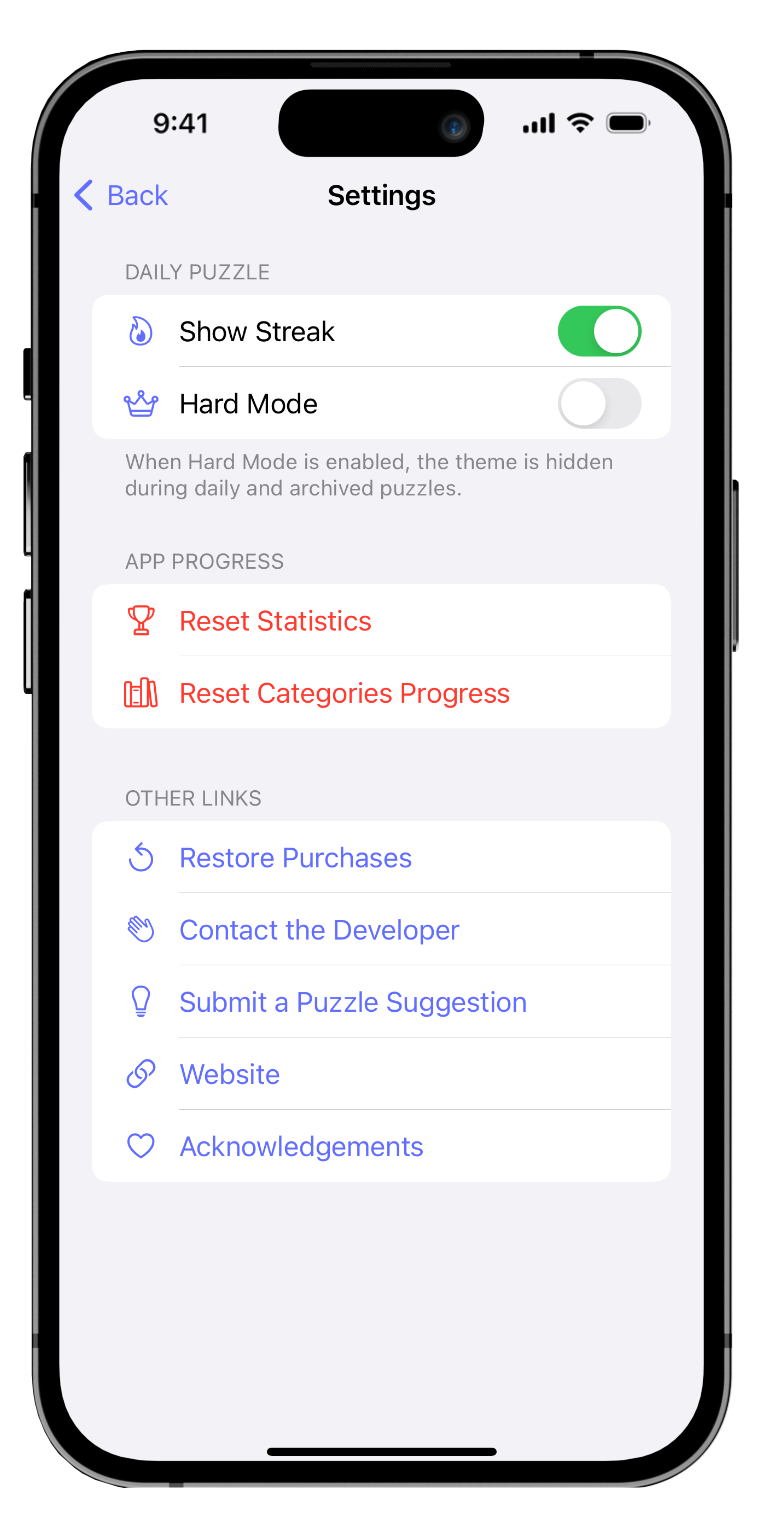 9:41
Back
Settings
DAILY PUZZLE
Show Streak
Hard Mode
When Hard Mode is enabled, the theme is hidden
during daily and archived puzzles.
APP PROGRESS
Reset Statistics
Reset Categories Progress
OTHER LINKS
Restore Purchases
Contact the Developer
Submit a Puzzle Suggestion
Website
Acknowledgements